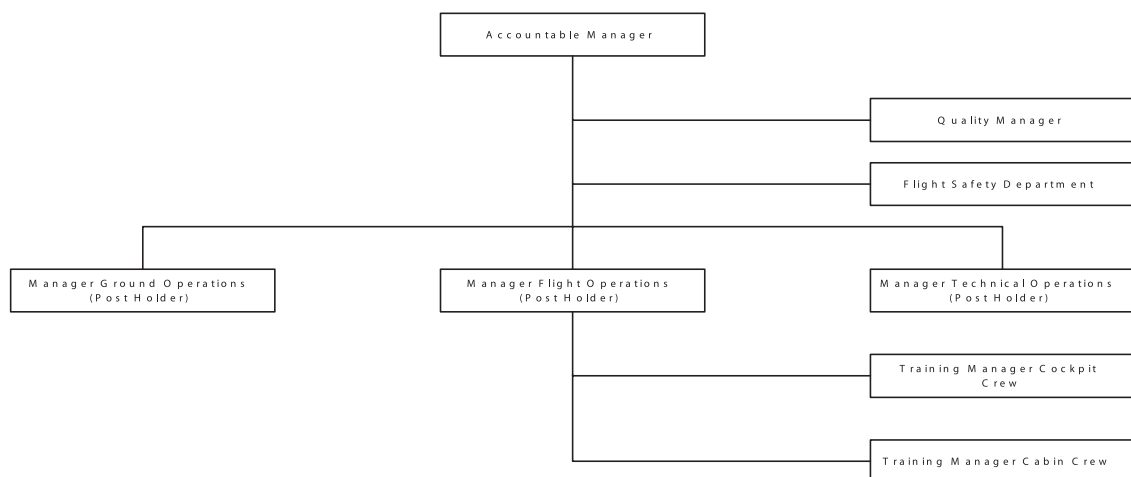 Accountable Manager
Quality Manager
Flight Safety Department
Manager Ground Operations
(Post Holder)
Manager Flight Operations
(Post Holder)
Manager Technical Operations
(Post Holder)
Training Manager Cockpit
Crew
Training Manager Cabin Crew